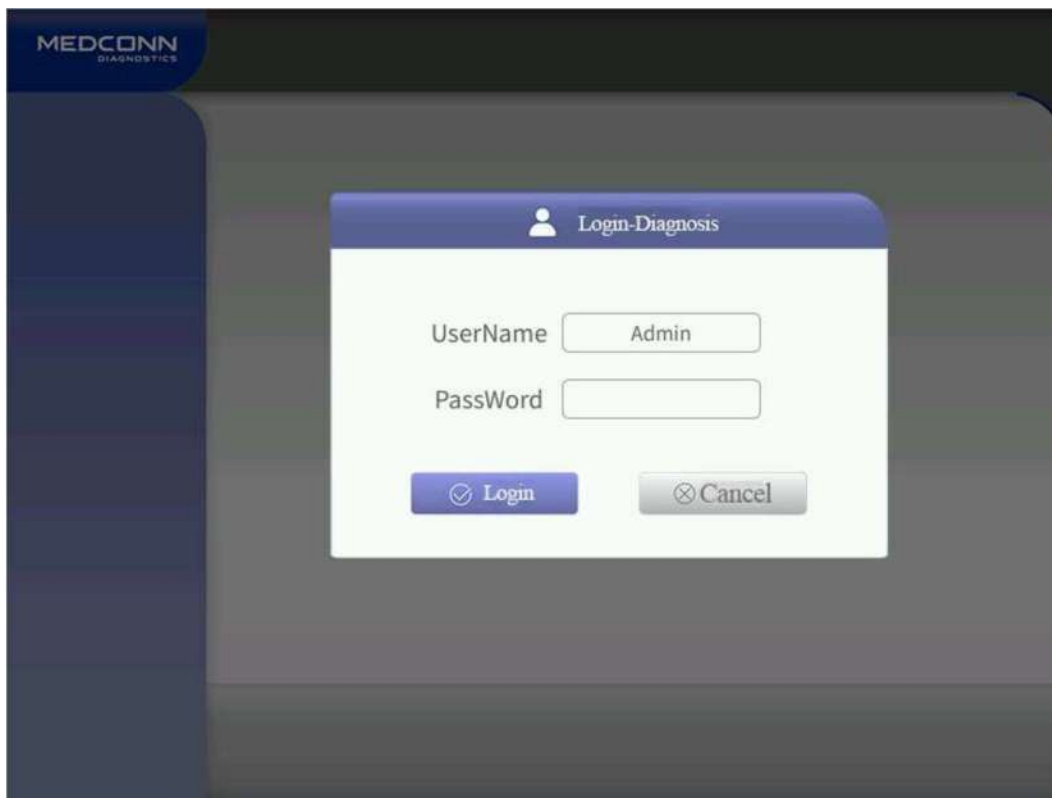 MEDCONN
DIAGNOSTICS
Login-Diagnosis
UserName Admin
PassWord
Login Cancel